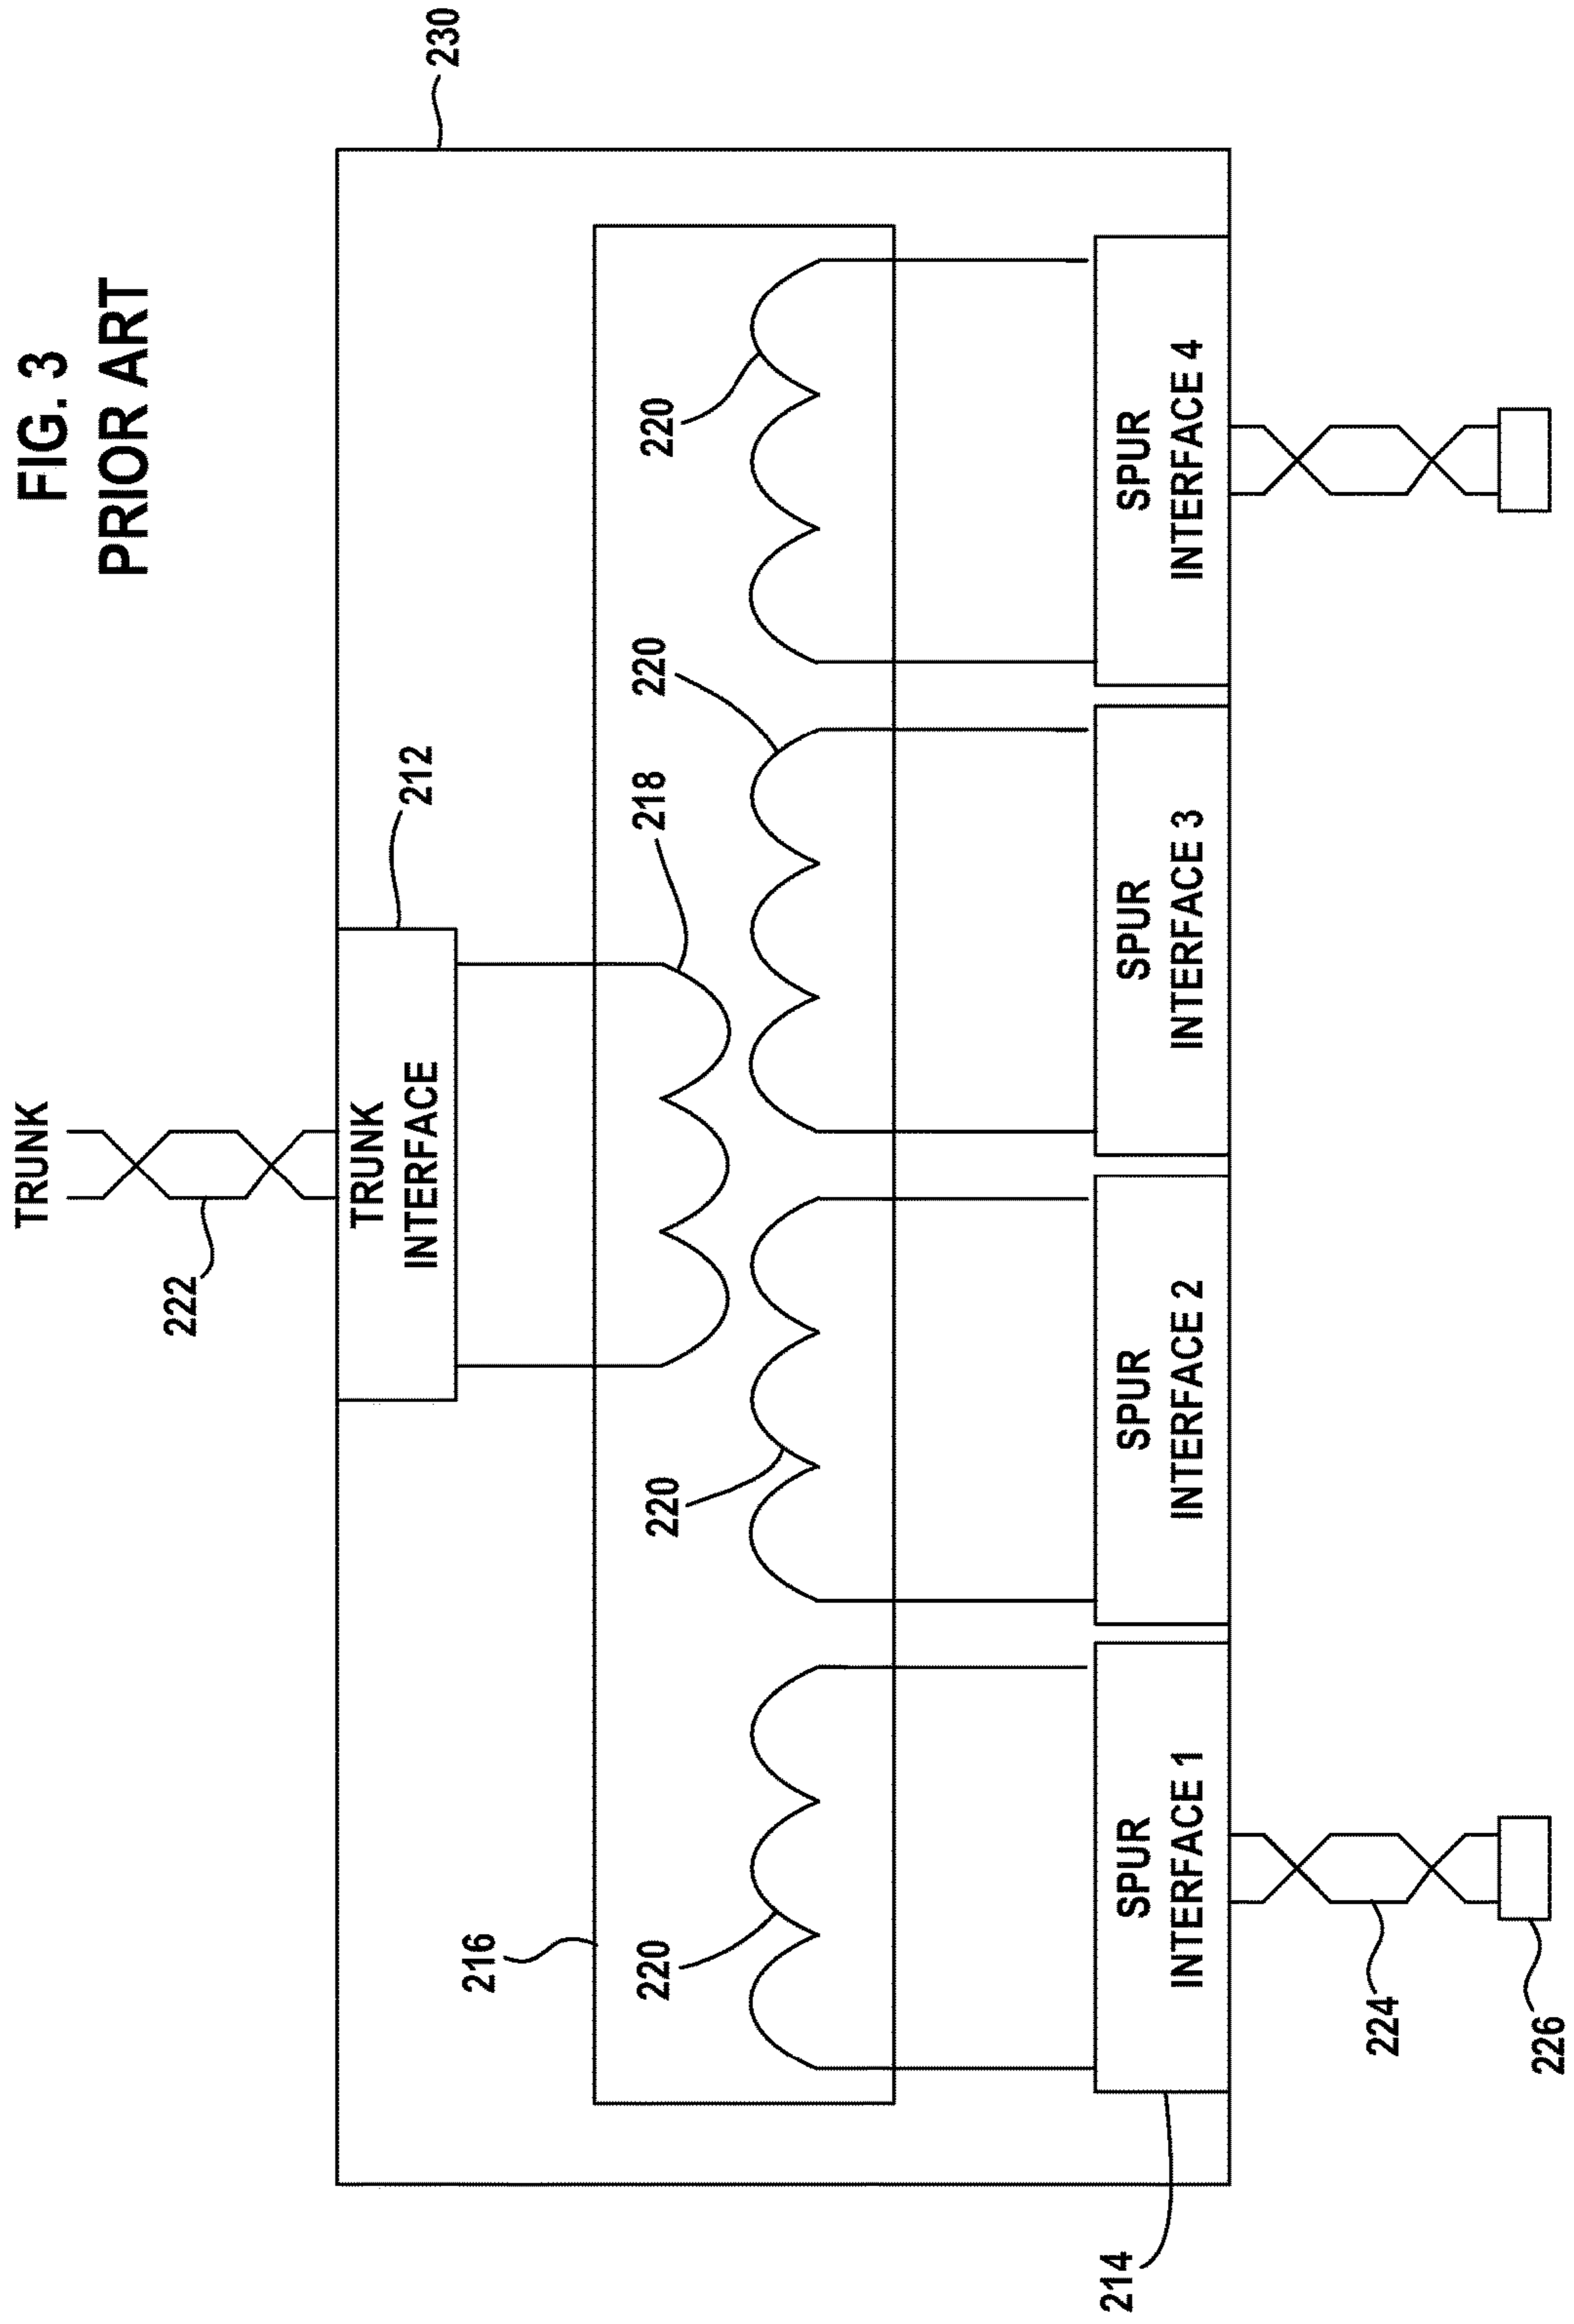 FIG. 3
PRIOR ART
TRUNK
222
230
212
TRUNK
INTERFACE
216
218
220
220
220
220
SPUR
INTERFACE 1
SPUR
INTERFACE 2
SPUR
INTERFACE 3
SPUR
INTERFACE 4
214
224
226